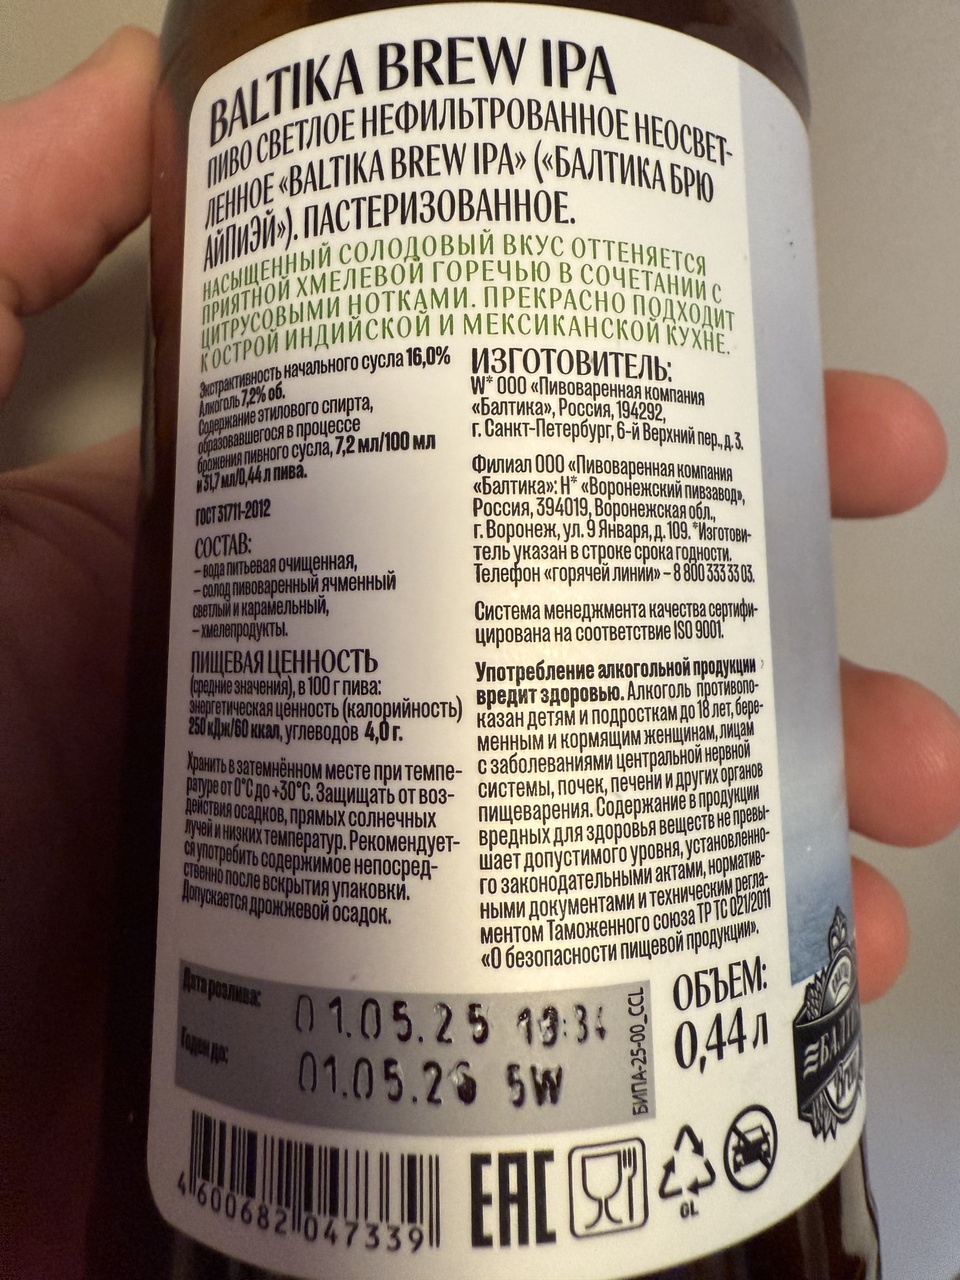 BALTIKA BREW IPA
ПИВО СВЕТЛОЕ НЕФИЛЬТРОВАННОЕ НЕОСВЕТ-
ЛЕННОЕ «BALTIKA BREW IPA» («БАЛТИКА БРЮ
АЙПИЭЙ»). ПАСТЕРИЗОВАННОЕ.
НАСЫЩЕННЫЙ СОЛОДОВЫЙ ВКУС ОТТЕНЯЕТСЯ
ПРИЯТНОЙ ХМЕЛЕВОЙ ГОРЕЧЬЮ В СОЧЕТАНИИ С
ЦИТРУСОВЫМИ НОТКАМИ. ПРЕКРАСНО ПОДХОДИТ
К ОСТРОЙ ИНДИЙСКОЙ И МЕКСИКАНСКОЙ КУХНЕ.
Экстрактивность начального сусла 16,0%
Алкоголь 7,2% об.
Содержание этилового спирта,
образовавшегося в процессе
брожения пивного сусла, 7,2 мл/100 мл
и 31,7 мл/0,44 л пива.
ГОСТ 31711-2012
СОСТАВ:
– вода питьевая очищенная,
– солод пивоваренный ячменный
светлый и карамельный,
– хмелепродукты.
ПИЩЕВАЯ ЦЕННОСТЬ
(средние значения), в 100 г пива:
энергетическая ценность (калорийность)
250 кДж/60 ккал, углеводов 4,0 г.
Хранить в затемнённом месте при темпе-
ратуре от 0°С до +30°С. Защищать от воз-
действия осадков, прямых солнечных
лучей и низких температур. Рекомендует-
ся употребить содержимое непосред-
ственно после вскрытия упаковки.
Допускается дрожжевой осадок.
ИЗГОТОВИТЕЛЬ:
W* ООО «Пивоваренная компания
«Балтика», Россия, 194292,
г. Санкт-Петербург, 6-й Верхний пер., д. 3.
Филиал ООО «Пивоваренная компания
«Балтика»: Н* «Воронежский пивзавод»,
Россия, 394019, Воронежская обл.,
г. Воронеж, ул. 9 Января, д. 109. *Изготови-
тель указан в строке срока годности.
Телефон «горячей линии» – 8 800 333 33 03.
Система менеджмента качества сертифи-
цирована на соответствие ISO 9001.
Употребление алкогольной продукции
вредит здоровью. Алкоголь противопо-
казан детям и подросткам до 18 лет, бере-
менным и кормящим женщинам, лицам
с заболеваниями центральной нервной
системы, почек, печени и других органов
пищеварения. Содержание в продукции
вредных для здоровья веществ не превы-
шает допустимого уровня, установленно-
го законодательными актами, норматив-
ными документами и техническим регла-
ментом Таможенного союза ТР ТС 021/2011
«О безопасности пищевой продукции».
Дата розлива: 01.05.25 19:34
Годен до: 01.05.26 5W
БИПА-25-00_CCL
ОБЪЕМ:
0,44 л
4 600682 047339
EAC
GL
БАЛТИ
Brew